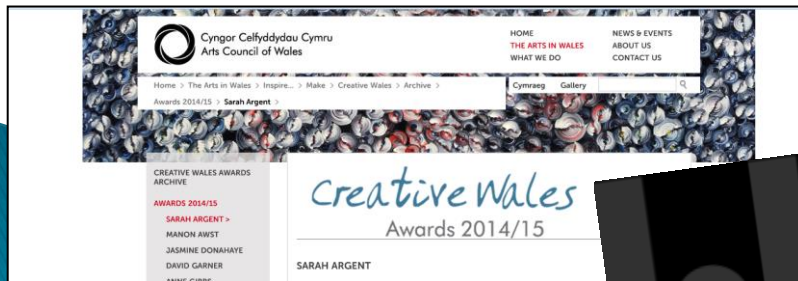 Cyngor Celfyddydau Cymru
Arts Council of Wales
HOME
THE ARTS IN WALES
WHAT WE DO
NEWS & EVENTS
ABOUT US
CONTACT US
Home > The Arts in Wales > Inspire... > Make > Creative Wales > Archive >
Awards 2014/15 > Sarah Argent >
Cymraeg Gallery
CREATIVE WALES AWARDS
ARCHIVE
AWARDS 2014/15
SARAH ARGENT >
MANON AWST
JASMINE DONAHAYE
DAVID GARNER
ANNE GIBBS
Creative Wales
Awards 2014/15
SARAH ARGENT